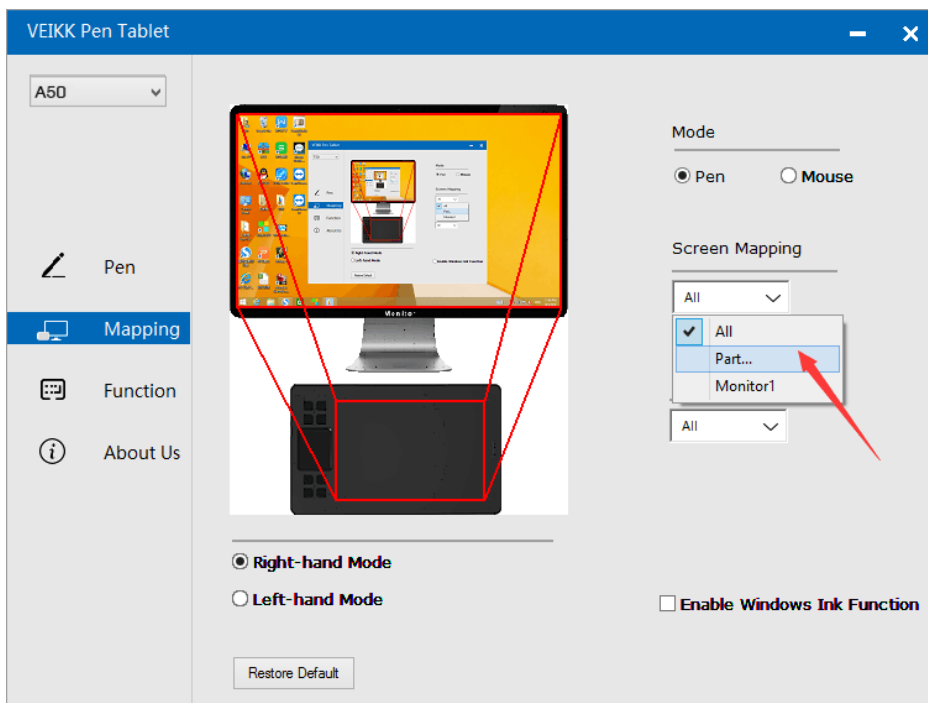 VEIKK Pen Tablet
A50
Pen
Mapping
Function
About Us
Monitor
Right-hand Mode
Left-hand Mode
Restore Default
Mode
Pen
Mouse
Screen Mapping
All
All
Part...
Monitor1
All
Enable Windows Ink Function